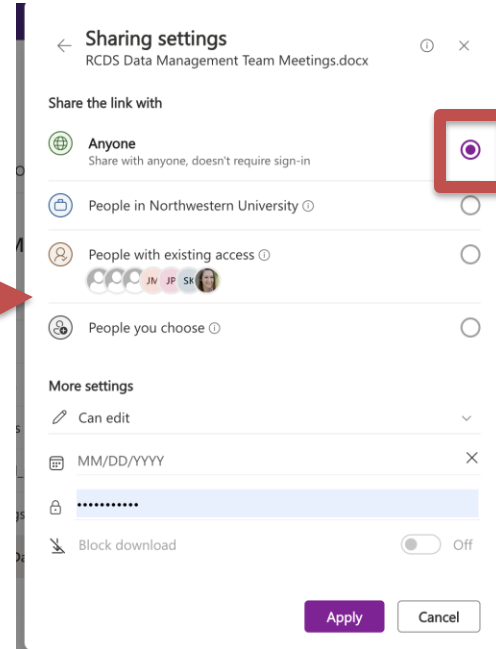 Sharing settings
RCDS Data Management Team Meetings.docx
Share the link with
Anyone
Share with anyone, doesn't require sign-in
People in Northwestern University
People with existing access
JM JP SK
People you choose
More settings
Can edit
MM/DD/YYYY
•••••••••••
Block download Off
Apply Cancel